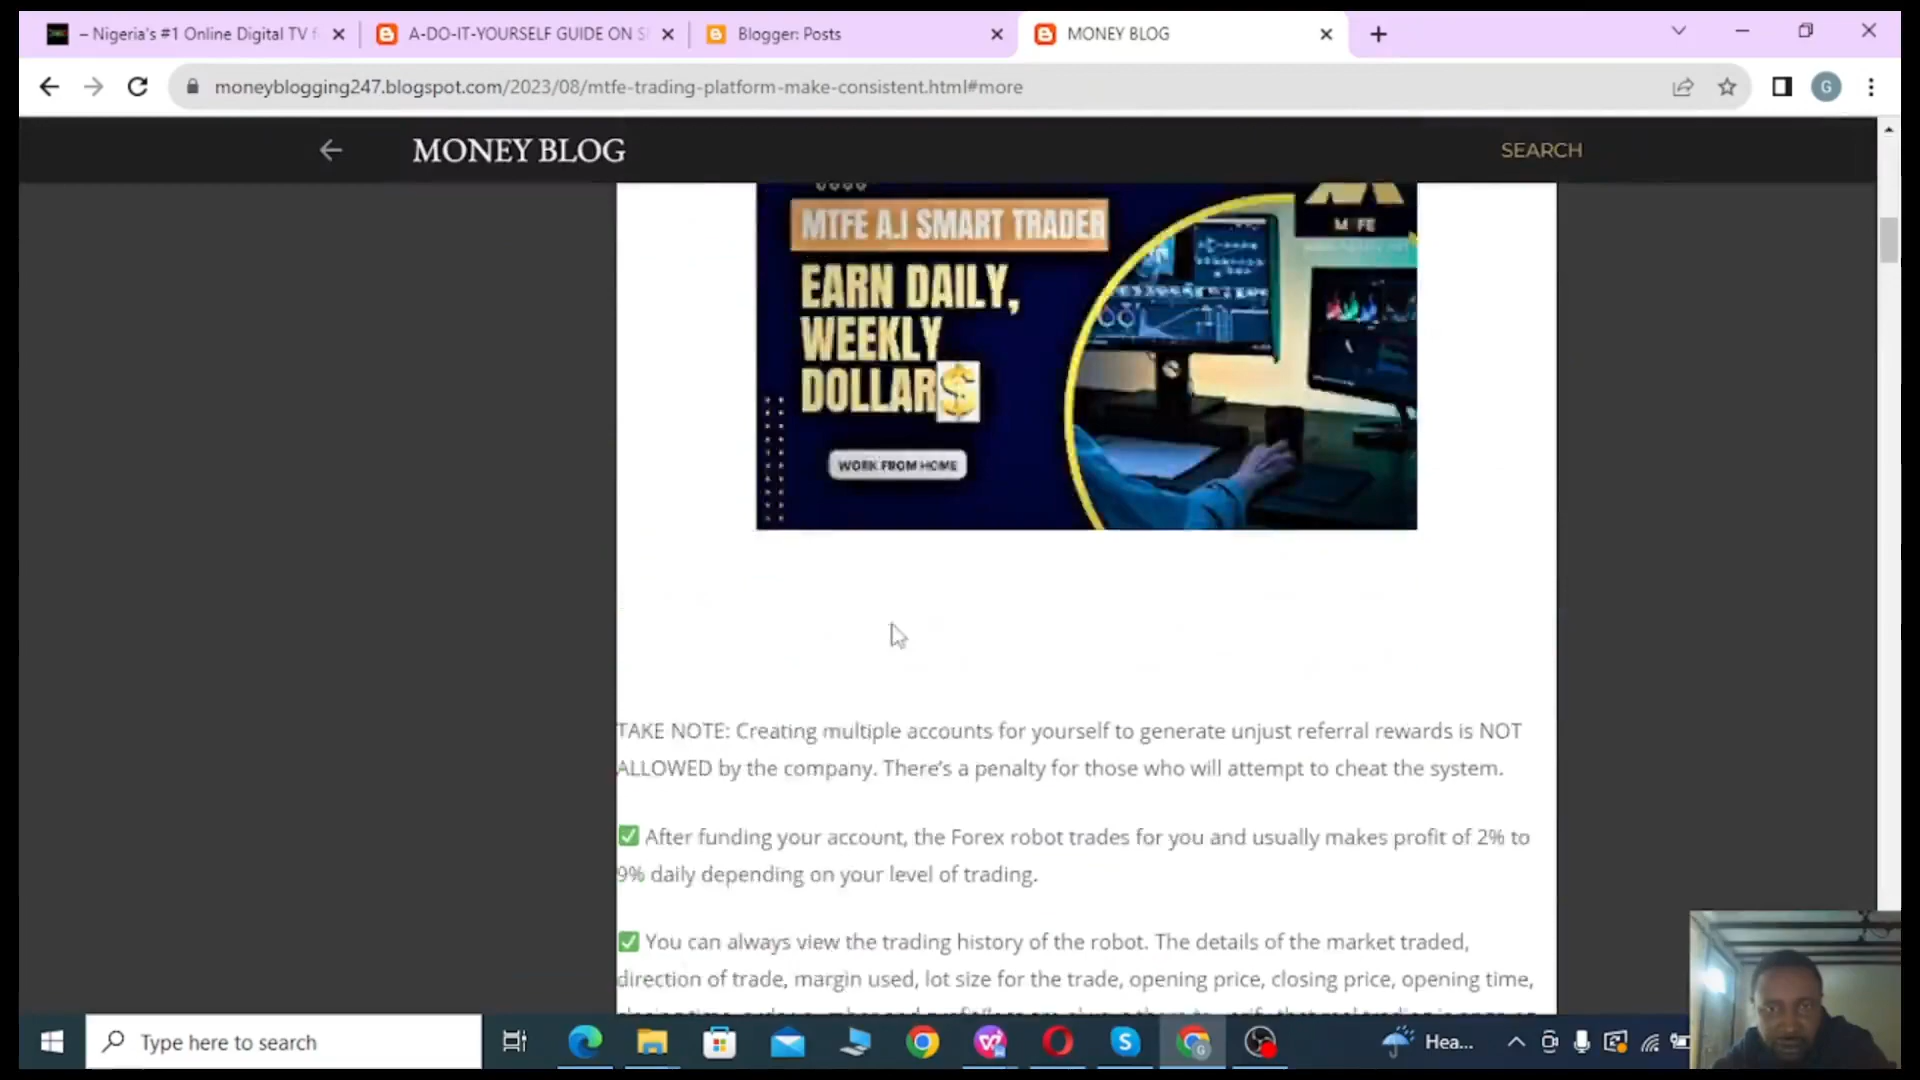 – Nigeria's #1 Online Digital TV f
A-DO-IT-YOURSELF GUIDE ON S
Blogger: Posts
MONEY BLOG
moneyblogging247.blogspot.com/2023/08/mtfe-trading-platform-make-consistent.html#more
G
MONEY BLOG
SEARCH
MTFE A.I SMART TRADER
EARN DAILY,
WEEKLY
DOLLAR$
WORK FROM HOME
TAKE NOTE: Creating multiple accounts for yourself to generate unjust referral rewards is NOT
ALLOWED by the company. There's a penalty for those who will attempt to cheat the system.
✅ After funding your account, the Forex robot trades for you and usually makes profit of 2% to
9% daily depending on your level of trading.
✅ You can always view the trading history of the robot. The details of the market traded,
direction of trade, margin used, lot size for the trade, opening price, closing price, opening time,
Type here to search
Hea...